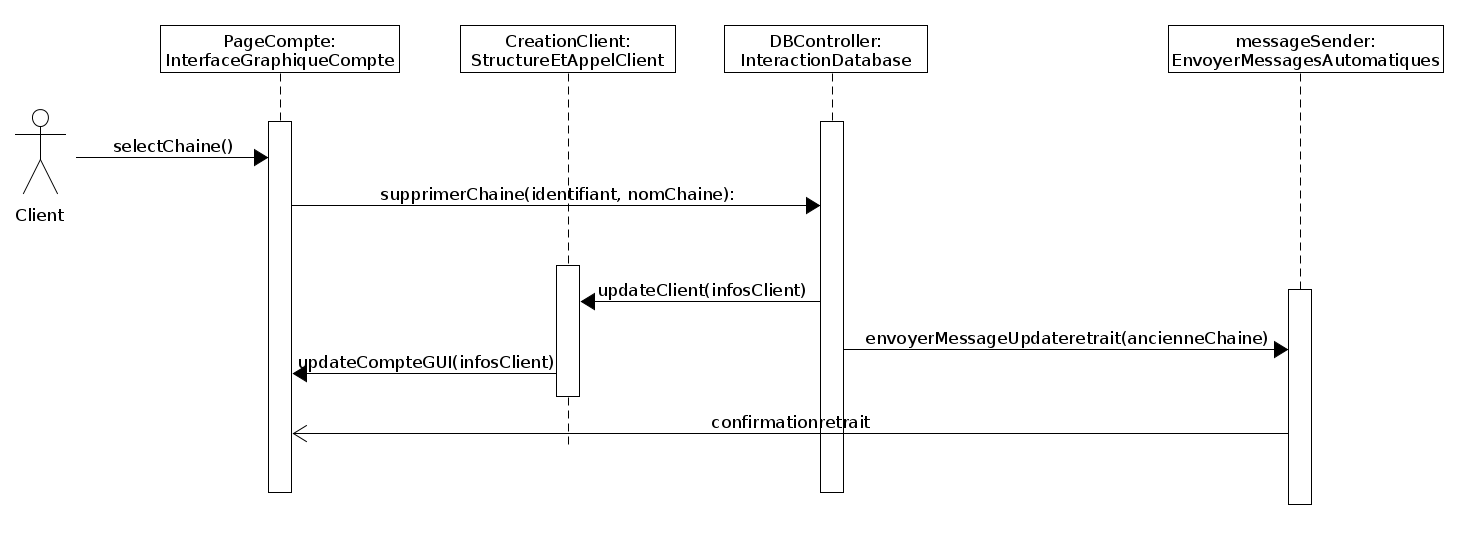 PageCompte:
InterfaceGraphiqueCompte
CreationClient:
StructureEtAppelClient
DBController:
InteractionDatabase
messageSender:
EnvoyerMessagesAutomatiques
selectChaine()
Client
supprimerChaine(identifiant, nomChaine):
updateClient(infosClient)
envoyerMessageUpdateretrait(ancienneChaine)
updateCompteGUI(infosClient)
confirmationretrait